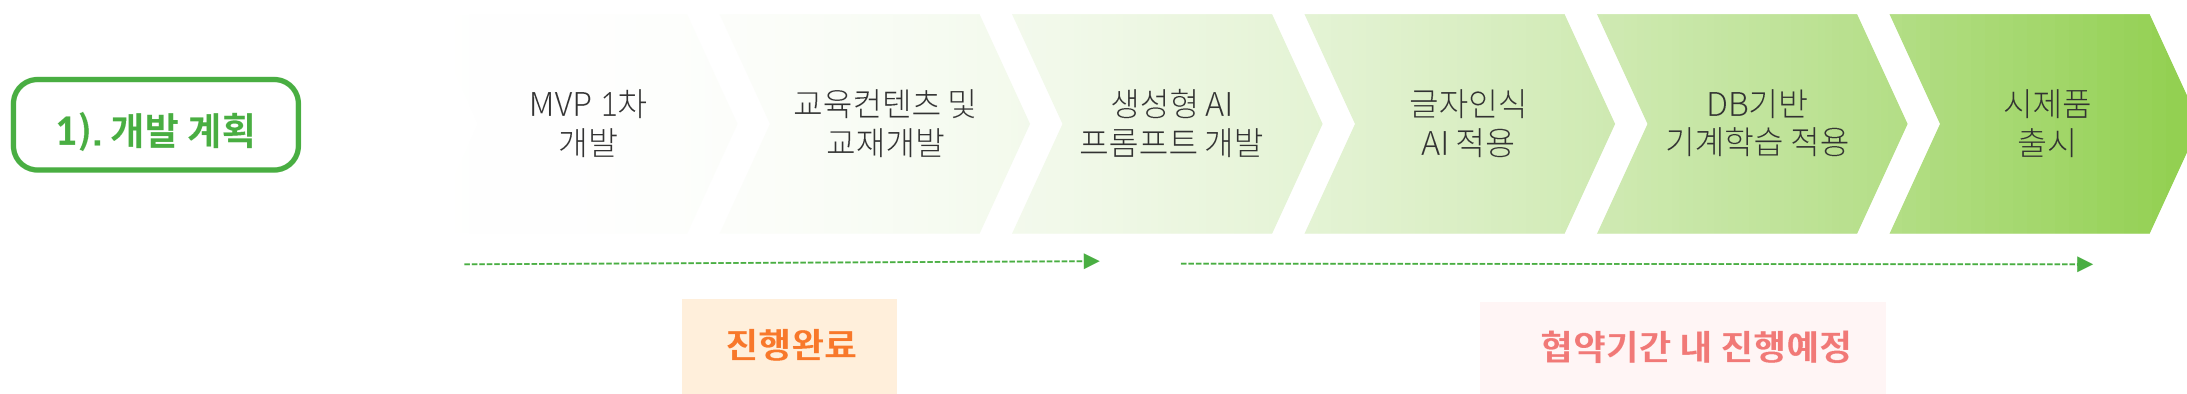 1). 개발 계획
MVP 1차
개발
교육컨텐츠 및
교재개발
생성형 AI
프롬프트 개발
글자인식
AI 적용
DB기반
기계학습 적용
시제품
출시
진행완료
협약기간 내 진행예정